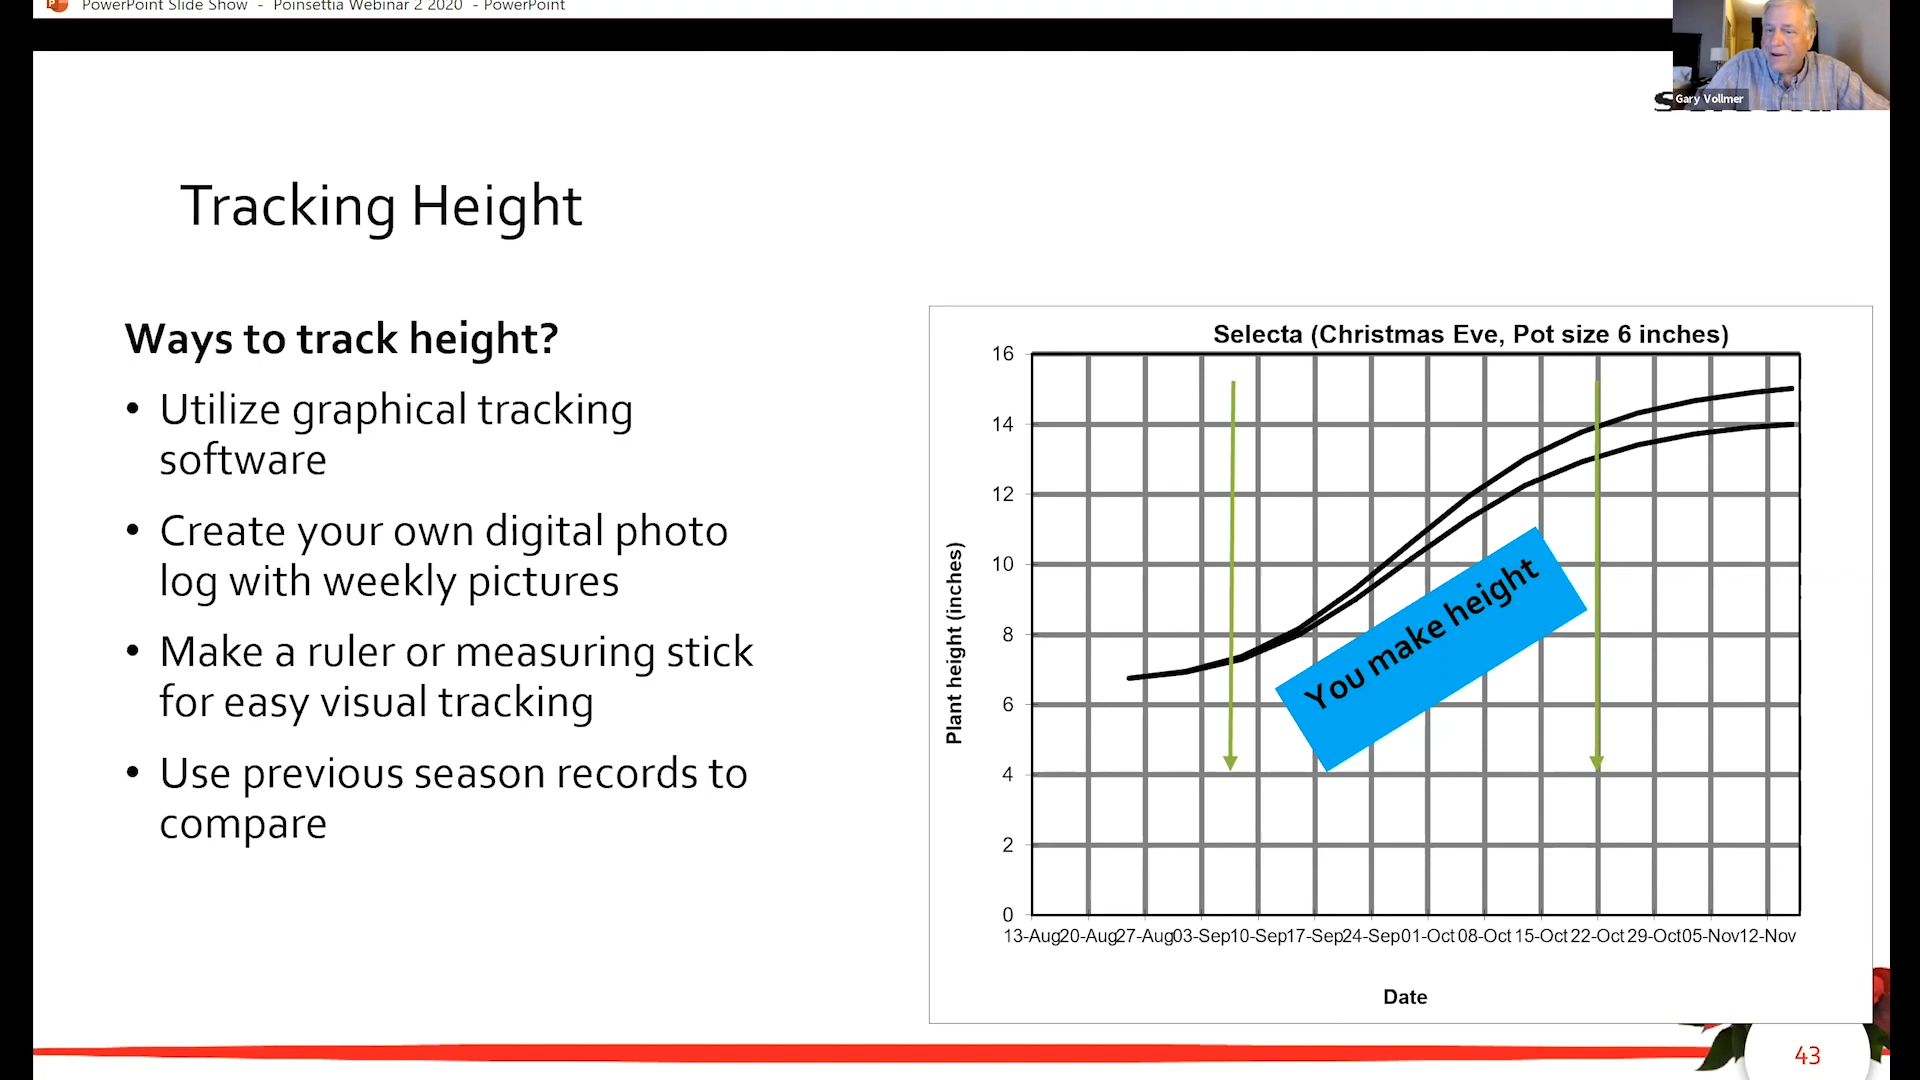 PowerPoint Slide Show - Poinsettia Webinar 2 2020 - PowerPoint
Gary Vollmer
Tracking Height
Ways to track height?
• Utilize graphical tracking
software
• Create your own digital photo
log with weekly pictures
• Make a ruler or measuring stick
for easy visual tracking
• Use previous season records to
compare
Selecta (Christmas Eve, Pot size 6 inches)
Plant height (inches)
16
14
12
10
8
6
4
2
0
You make height
13-Aug 20-Aug 27-Aug 03-Sep 10-Sep 17-Sep 24-Sep 01-Oct 08-Oct 15-Oct 22-Oct 29-Oct 05-Nov 12-Nov
Date
43